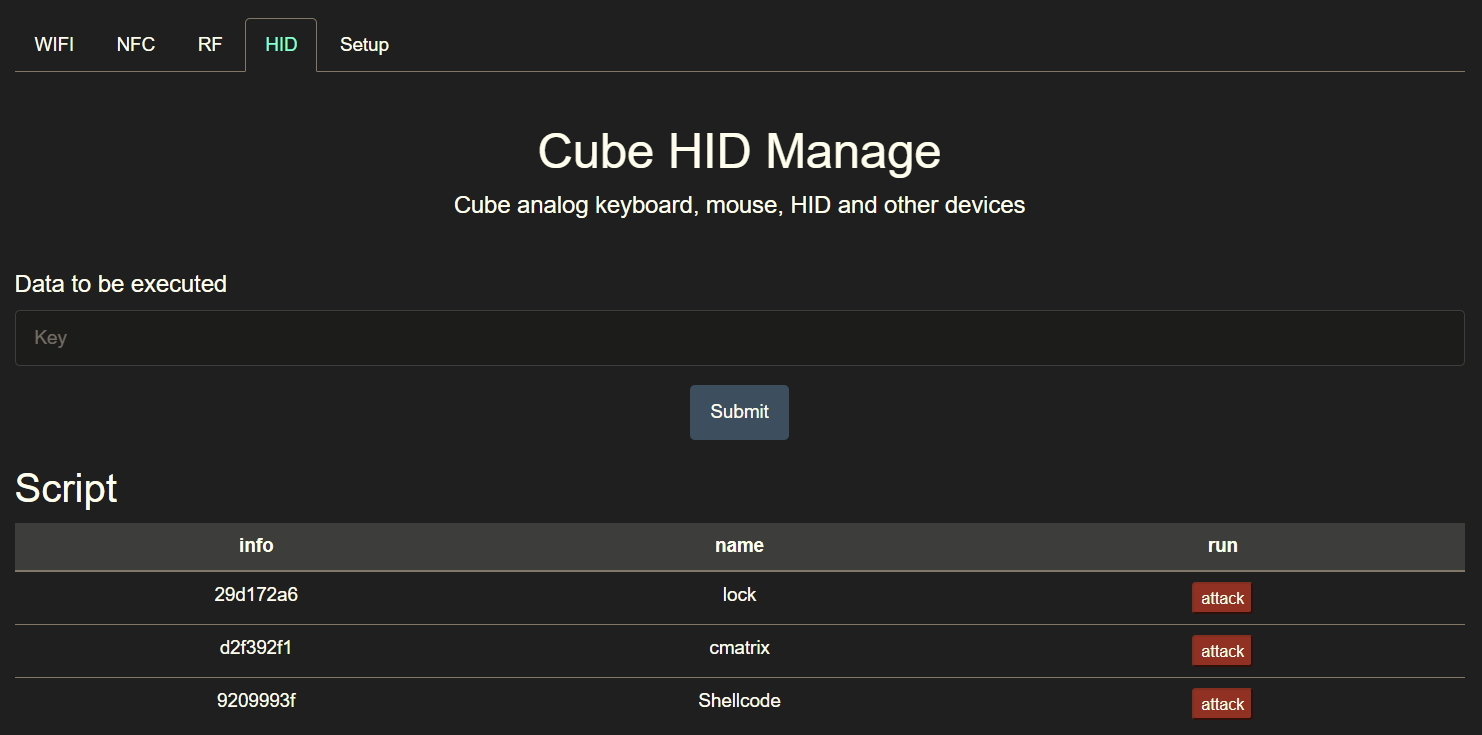 WIFI NFC RF HID Setup
Cube HID Manage
Cube analog keyboard, mouse, HID and other devices
Data to be executed
Key
Submit
Script
info name run
29d172a6 lock attack
d2f392f1 cmatrix attack
9209993f Shellcode attack